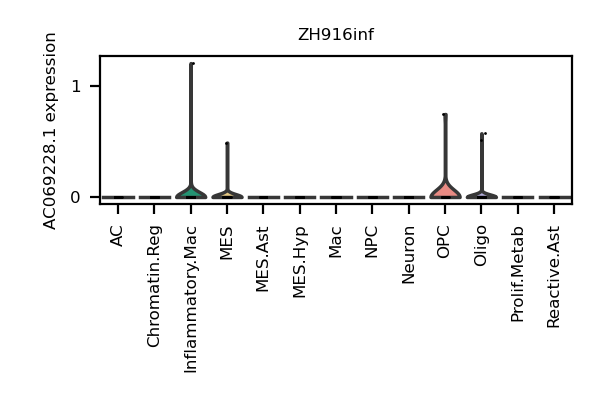 ZH916inf
AC069228.1 expression
1
0
AC
Chromatin.Reg
Inflammatory.Mac
MES
MES.Ast
MES.Hyp
Mac
NPC
Neuron
OPC
Oligo
Prolif.Metab
Reactive.Ast